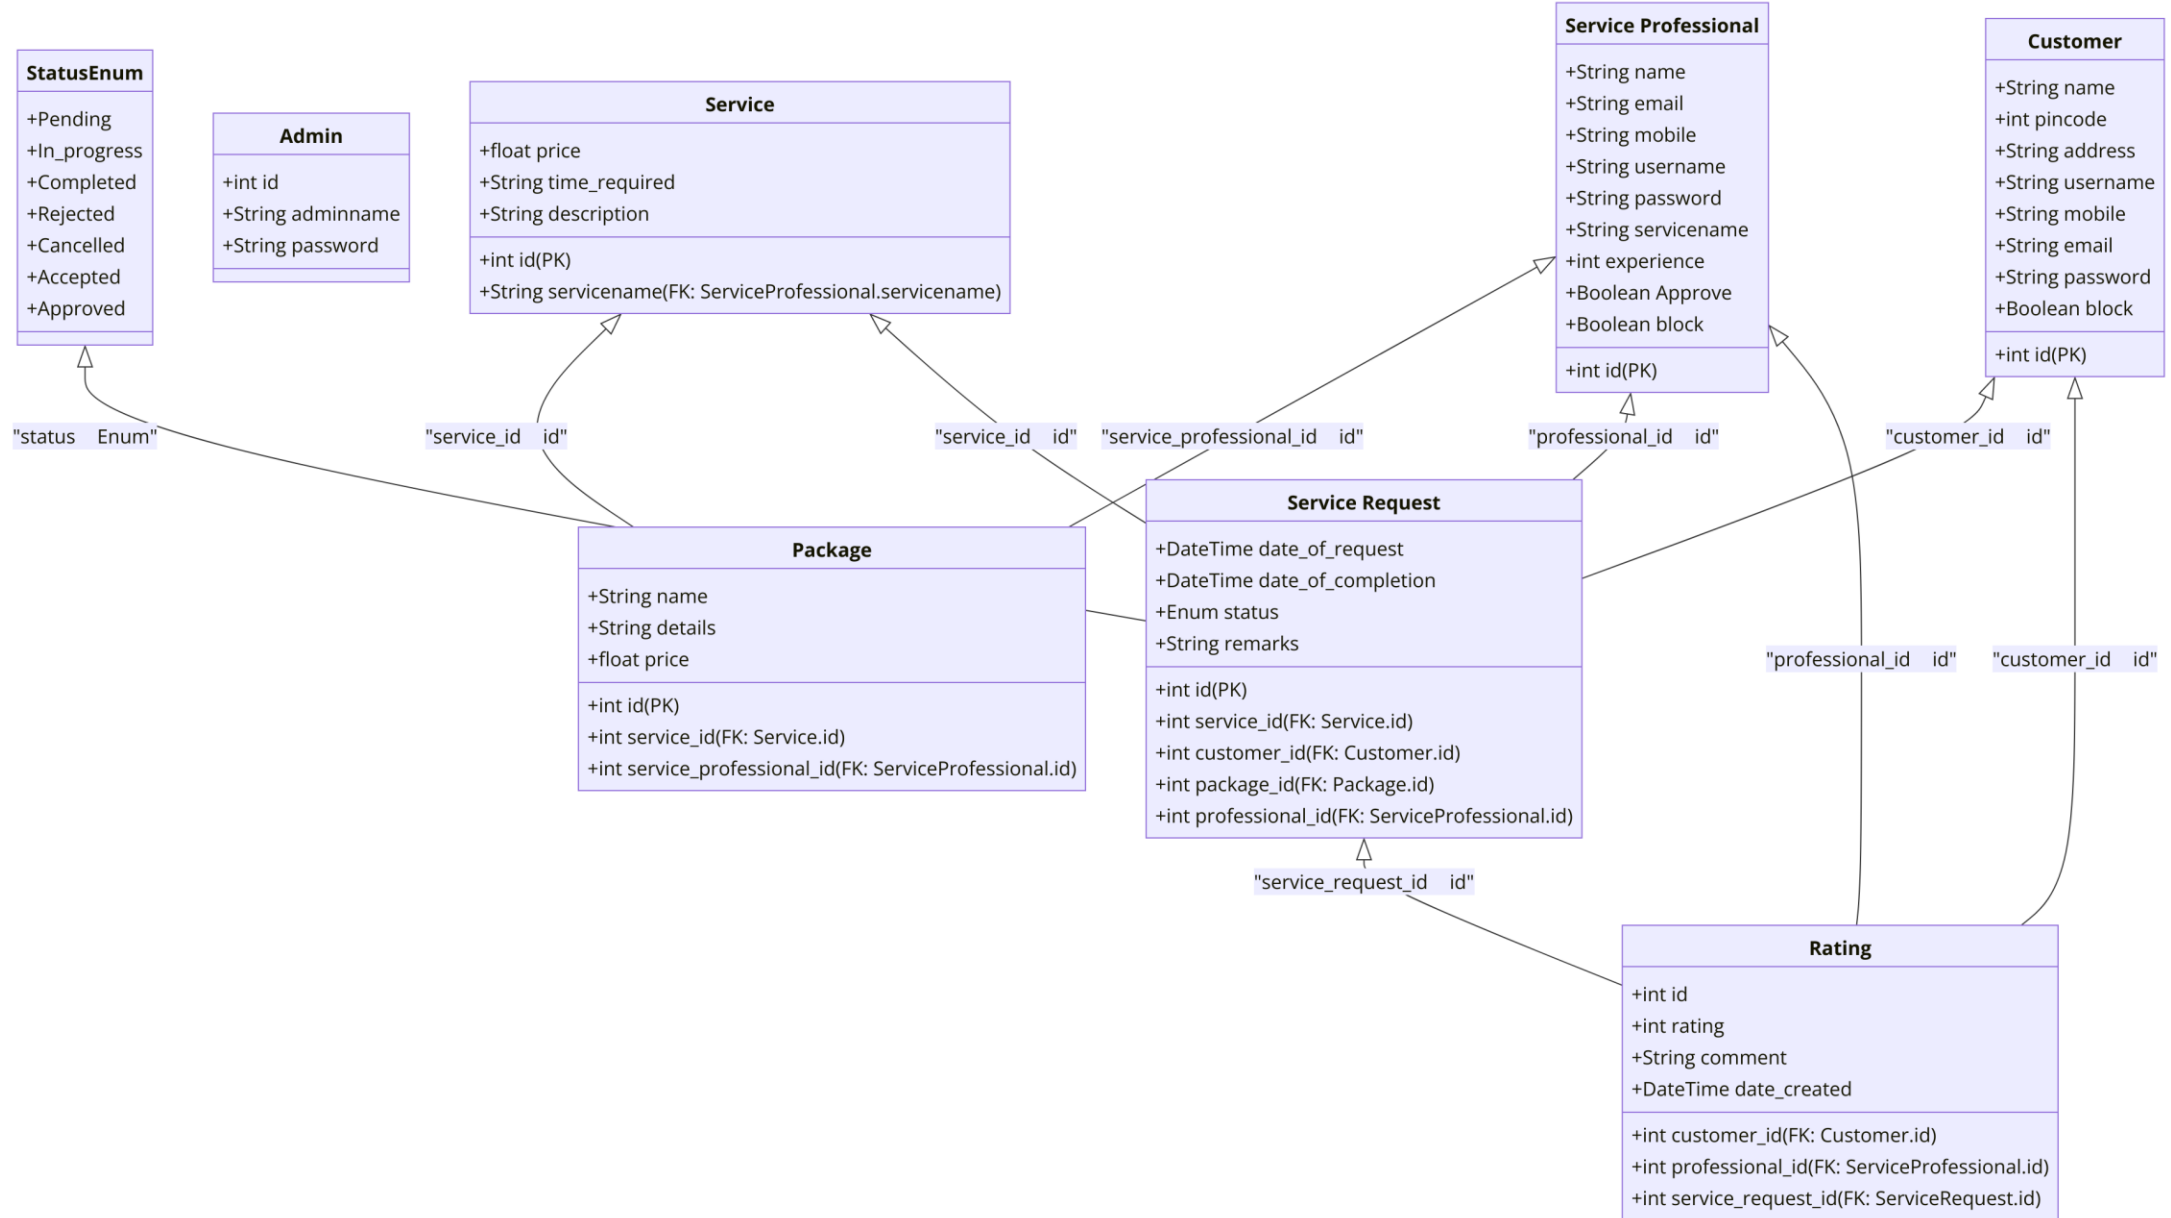 StatusEnum
+Pending
+In_progress
+Completed
+Rejected
+Cancelled
+Accepted
+Approved
Admin
+int id
+String adminname
+String password
Service
+float price
+String time_required
+String description
+int id(PK)
+String servicename(FK: ServiceProfessional.servicename)
Service Professional
+String name
+String email
+String mobile
+String username
+String password
+String servicename
+int experience
+Boolean Approve
+Boolean block
+int id(PK)
Customer
+String name
+int pincode
+String address
+String username
+String mobile
+String email
+String password
+Boolean block
+int id(PK)
"status    Enum"
"service_id    id"
"service_id    id"
"service_professional_id    id"
"professional_id    id"
"customer_id    id"
Package
+String name
+String details
+float price
+int id(PK)
+int service_id(FK: Service.id)
+int service_professional_id(FK: ServiceProfessional.id)
Service Request
+DateTime date_of_request
+DateTime date_of_completion
+Enum status
+String remarks
+int id(PK)
+int service_id(FK: Service.id)
+int customer_id(FK: Customer.id)
+int package_id(FK: Package.id)
+int professional_id(FK: ServiceProfessional.id)
"professional_id    id"
"customer_id    id"
"service_request_id    id"
Rating
+int id
+int rating
+String comment
+DateTime date_created
+int customer_id(FK: Customer.id)
+int professional_id(FK: ServiceProfessional.id)
+int service_request_id(FK: ServiceRequest.id)